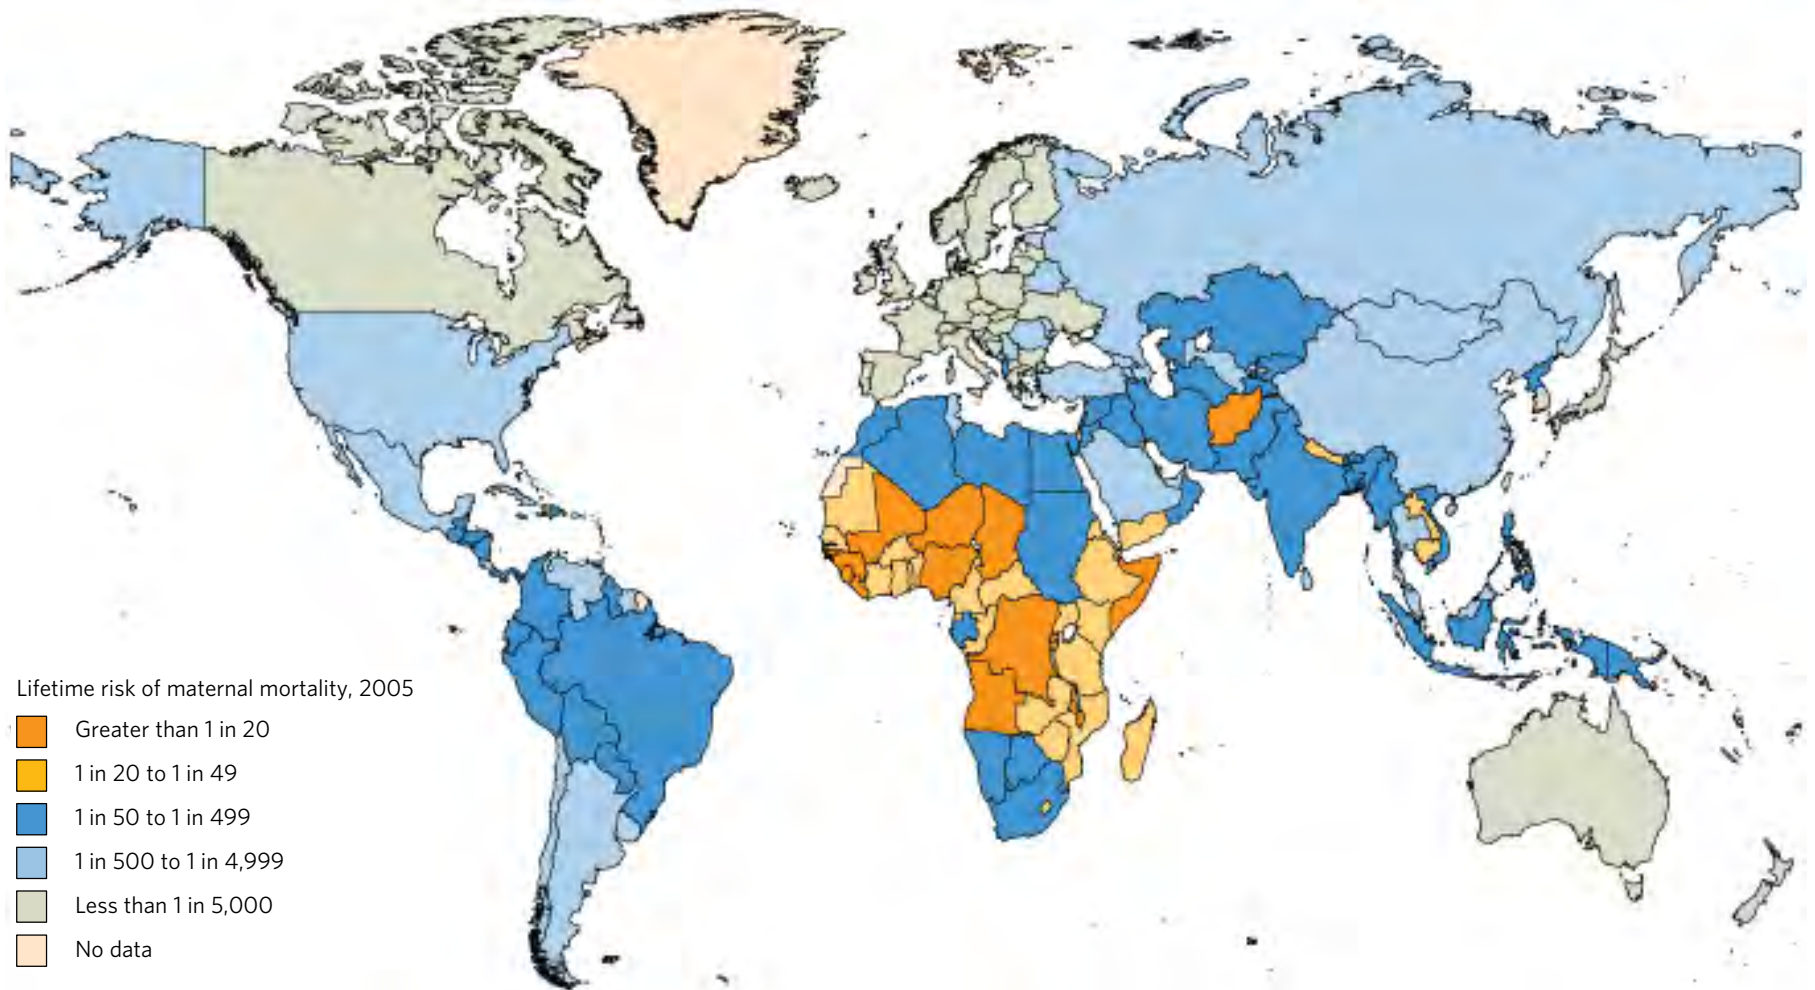 Lifetime risk of maternal mortality, 2005
Greater than 1 in 20
1 in 20 to 1 in 49
1 in 50 to 1 in 499
1 in 500 to 1 in 4,999
Less than 1 in 5,000
No data